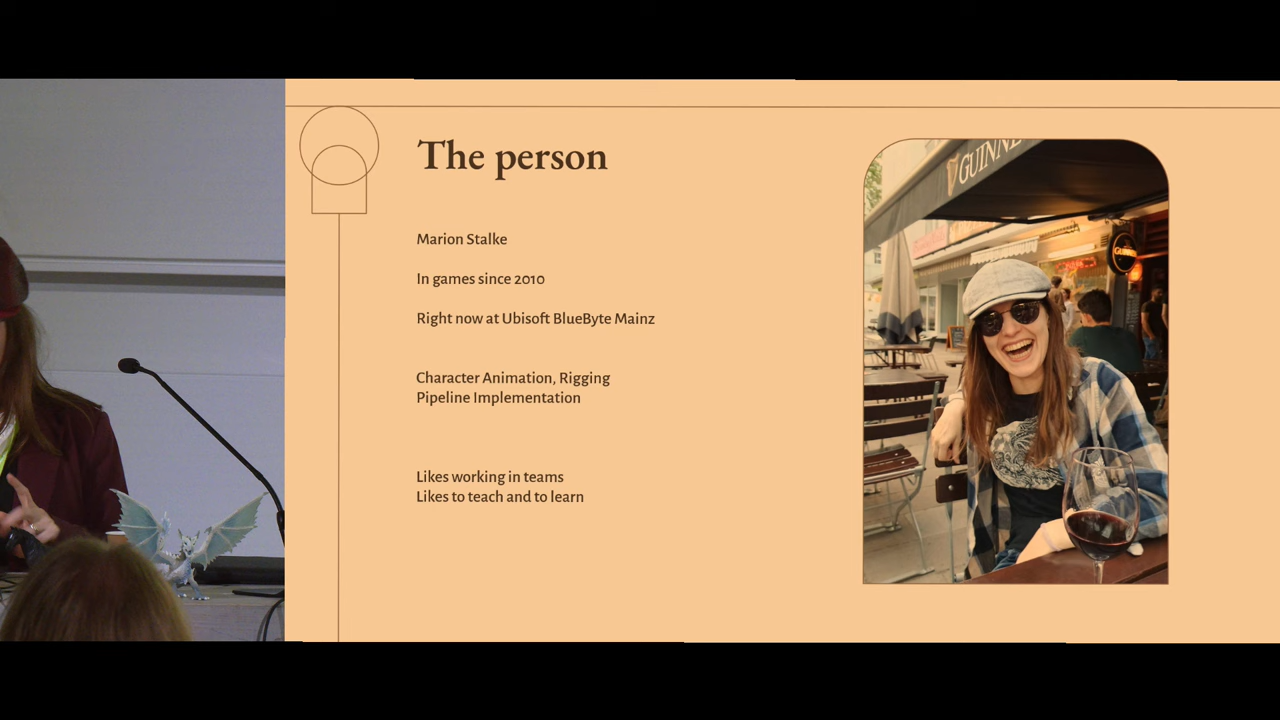 The person
Marion Stalke
In games since 2010
Right now at Ubisoft BlueByte Mainz
Character Animation, Rigging
Pipeline Implementation
Likes working in teams
Likes to teach and to learn